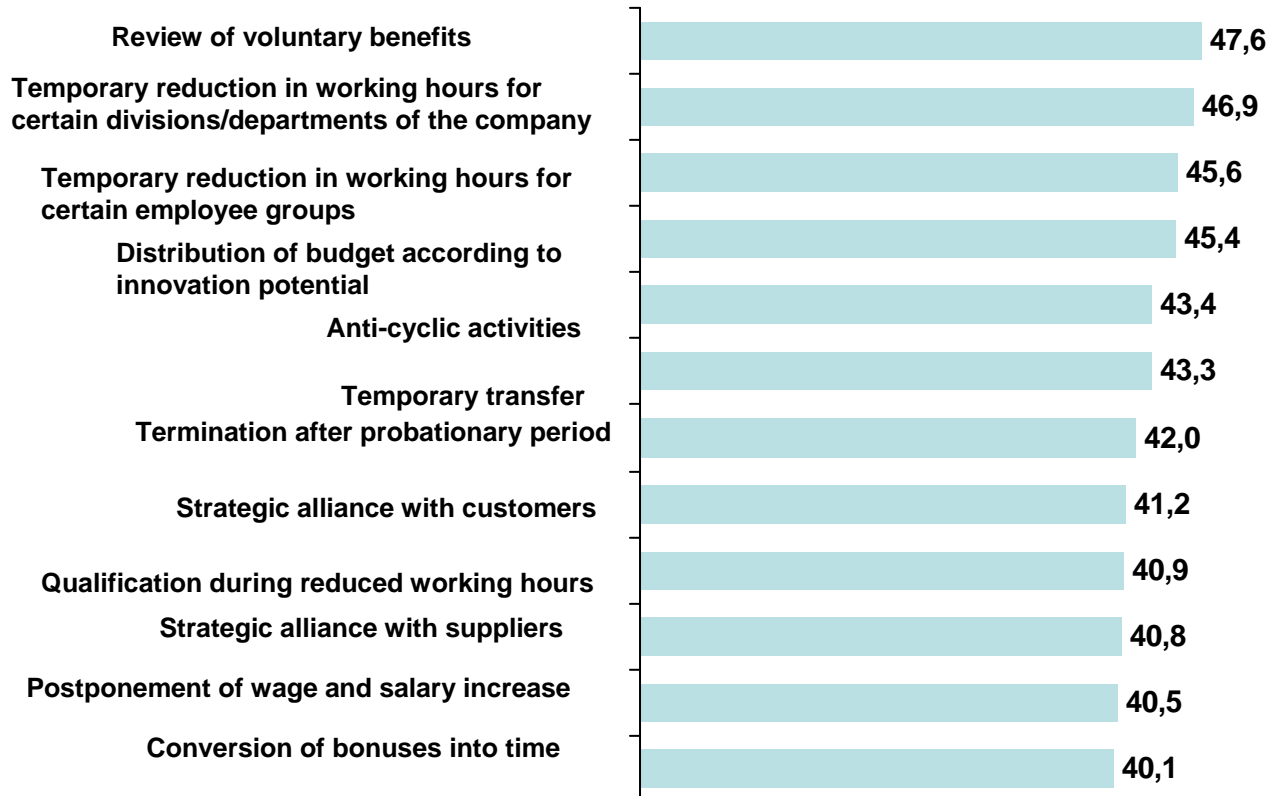 Review of voluntary benefits
47,6
Temporary reduction in working hours for
certain divisions/departments of the company
46,9
Temporary reduction in working hours for
certain employee groups
45,6
Distribution of budget according to
innovation potential
45,4
Anti-cyclic activities
43,4
Temporary transfer
43,3
Termination after probationary period
42,0
Strategic alliance with customers
41,2
Qualification during reduced working hours
40,9
Strategic alliance with suppliers
40,8
Postponement of wage and salary increase
40,5
Conversion of bonuses into time
40,1